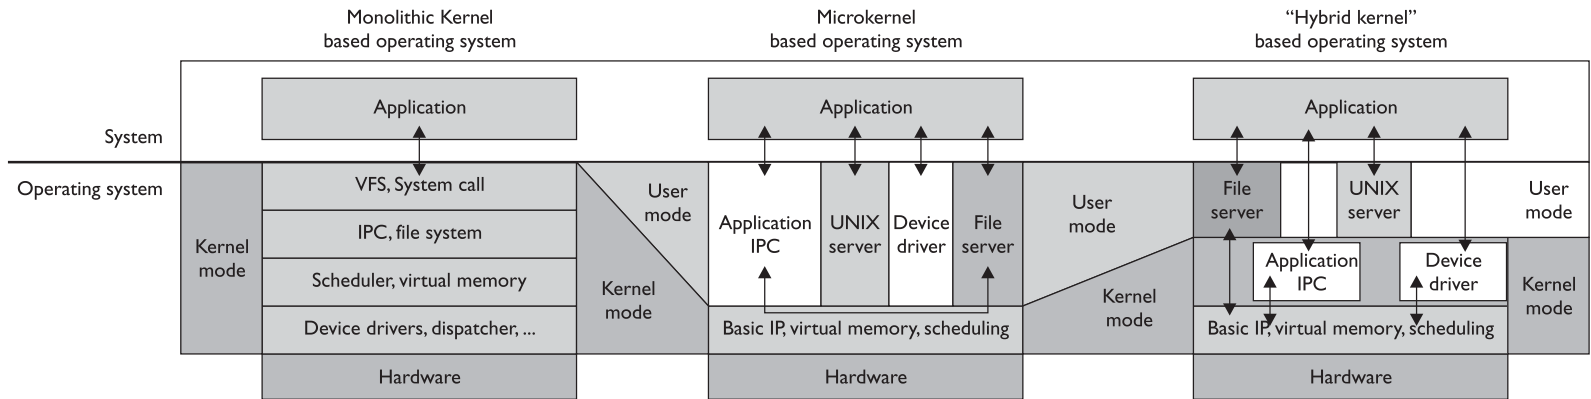 Monolithic Kernel
based operating system
Microkernel
based operating system
“Hybrid kernel”
based operating system
System
Operating system
Application
Kernel
mode
VFS, System call
IPC, file system
Scheduler, virtual memory
Device drivers, dispatcher, ...
Hardware
User
mode
Kernel
mode
Application
Application
IPC
UNIX
server
Device
driver
File
server
Basic IP, virtual memory, scheduling
Hardware
User
mode
Kernel
mode
Application
File
server
UNIX
server
Application
IPC
Device
driver
Basic IP, virtual memory, scheduling
Hardware
User
mode
Kernel
mode